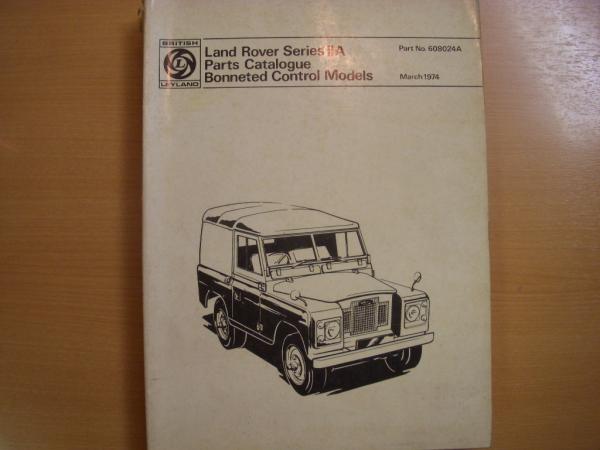 BRITISH
L
LEYLAND
Land Rover Series IIA
Parts Catalogue
Bonneted Control Models
Part No. 608024A
March 1974